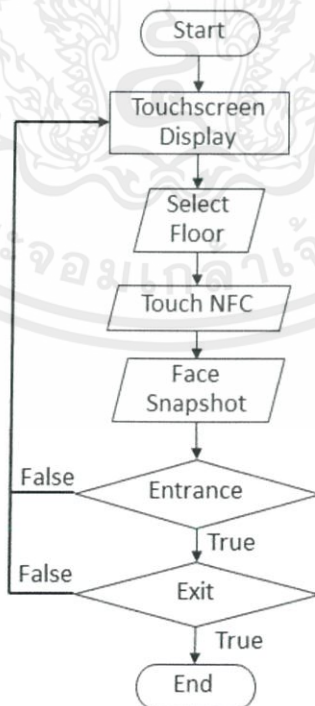 Start
Touchscreen
Display
Select
Floor
Touch NFC
Face
Snapshot
Entrance
False
True
Exit
False
True
End